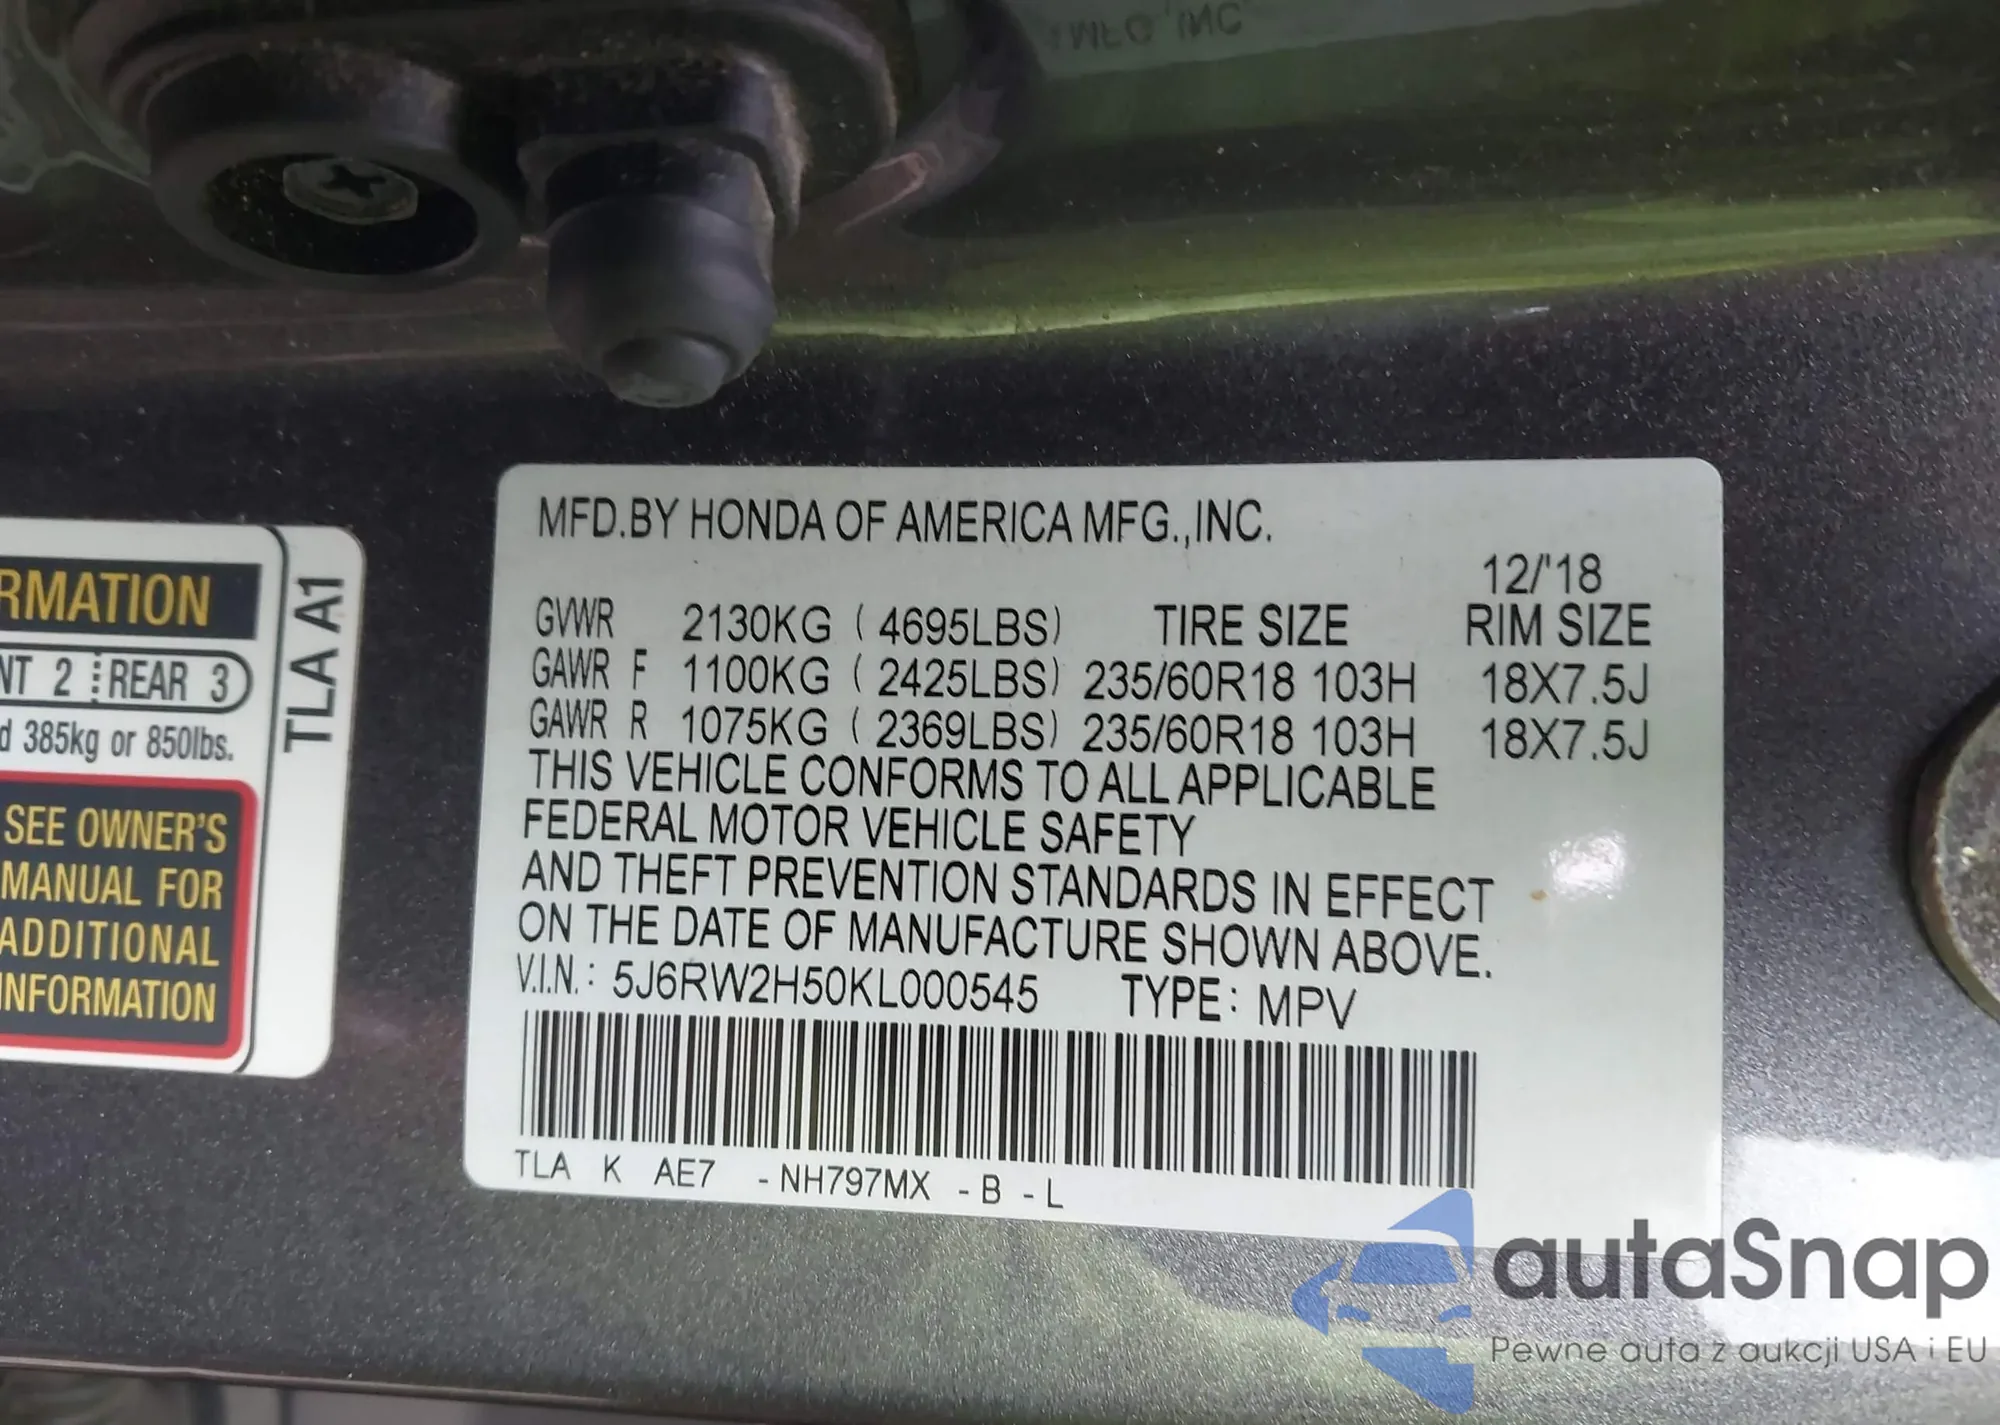 RMATION
NT 2 REAR 3
d 385kg or 850lbs.
SEE OWNER'S
MANUAL FOR
ADDITIONAL
INFORMATION
TLA A1
MFD.BY HONDA OF AMERICA MFG.,INC.
12/'18
GVWR 2130KG ( 4695LBS) TIRE SIZE RIM SIZE
GAWR F 1100KG ( 2425LBS) 235/60R18 103H 18X7.5J
GAWR R 1075KG ( 2369LBS) 235/60R18 103H 18X7.5J
THIS VEHICLE CONFORMS TO ALL APPLICABLE
FEDERAL MOTOR VEHICLE SAFETY
AND THEFT PREVENTION STANDARDS IN EFFECT
ON THE DATE OF MANUFACTURE SHOWN ABOVE.
V.I.N.: 5J6RW2H50KL000545 TYPE: MPV
TLA K AE7 -NH797MX -B -L
autaSnap
Pewne auta z aukcji USA i EU